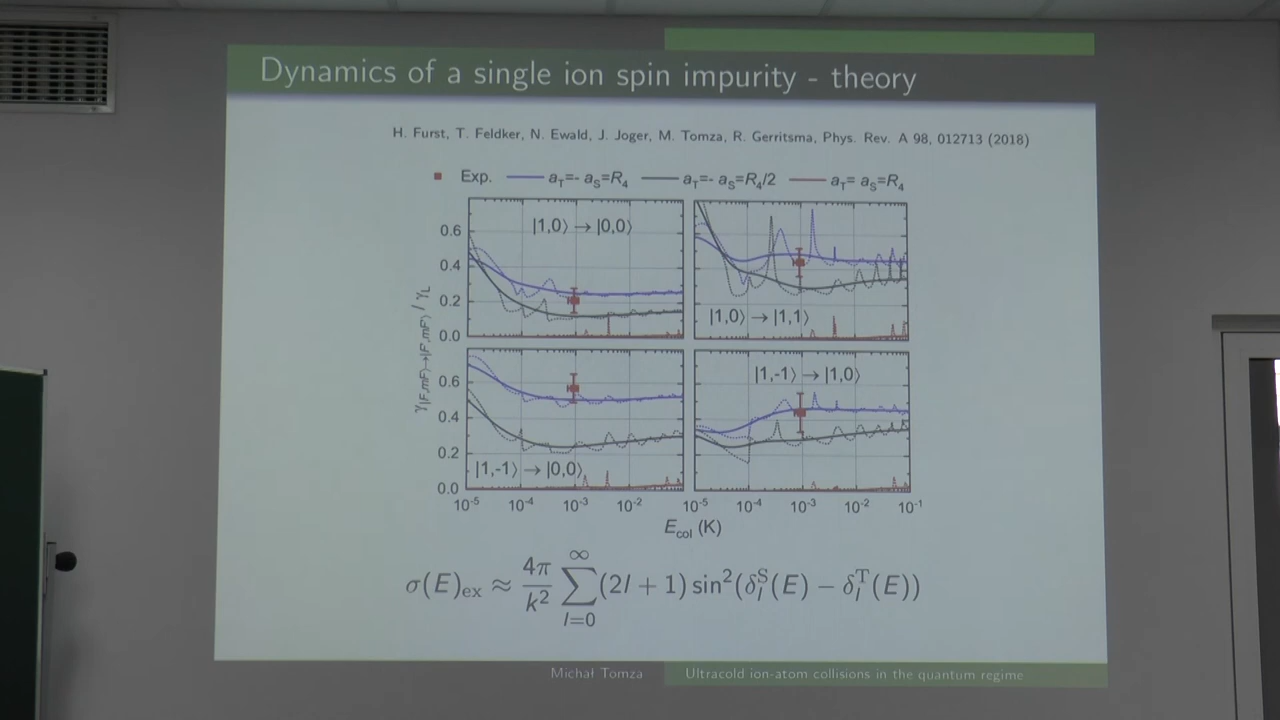 Dynamics of a single ion spin impurity - theory
H. Furst, T. Feldker, N. Ewald, J. Joger, M. Tomza, R. Gerritsma, Phys. Rev. A 98, 012713 (2018)
Exp. a_T=- a_S=R_4 a_T=- a_S=R_4/2 a_T= a_S=R_4
|1,0⟩ → |0,0⟩
0.6
0.4
0.2
0.0
|1,0⟩ → |1,1⟩
γ_{|F,mF⟩→|F',mF'⟩} / γ_L
0.6
0.4
0.2
0.0
|1,-1⟩ → |0,0⟩
|1,-1⟩ → |1,0⟩
10^-5 10^-4 10^-3 10^-2 10^-5 10^-4 10^-3 10^-2 10^-1
E_col (K)
σ(E)_ex ≈ 4π/k² ∑_{l=0}^{∞} (2l + 1) sin²(δ_l^S(E) − δ_l^T(E))
Michał Tomza Ultracold ion-atom collisions in the quantum regime